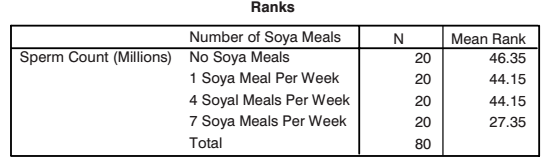 Ranks
Number of Soya Meals N Mean Rank
Sperm Count (Millions) No Soya Meals 20 46.35
1 Soya Meal Per Week 20 44.15
4 Soyal Meals Per Week 20 44.15
7 Soya Meals Per Week 20 27.35
Total 80